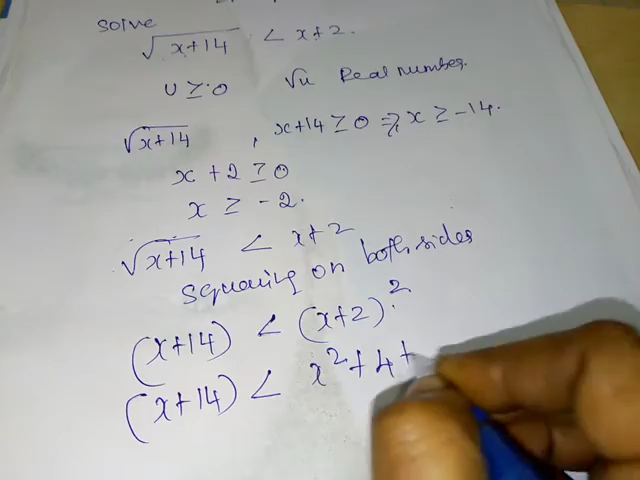 solve
√x+14 < x+2.
u ≥ 0 √u Real number.
√x+14 , x+14 ≥ 0 ⇒ x ≥ -14.
x + 2 ≥ 0
x ≥ -2.
√x+14 < x+2
squaring on both sides
(x+14) < (x+2)².
(x+14) < x² + 4 +